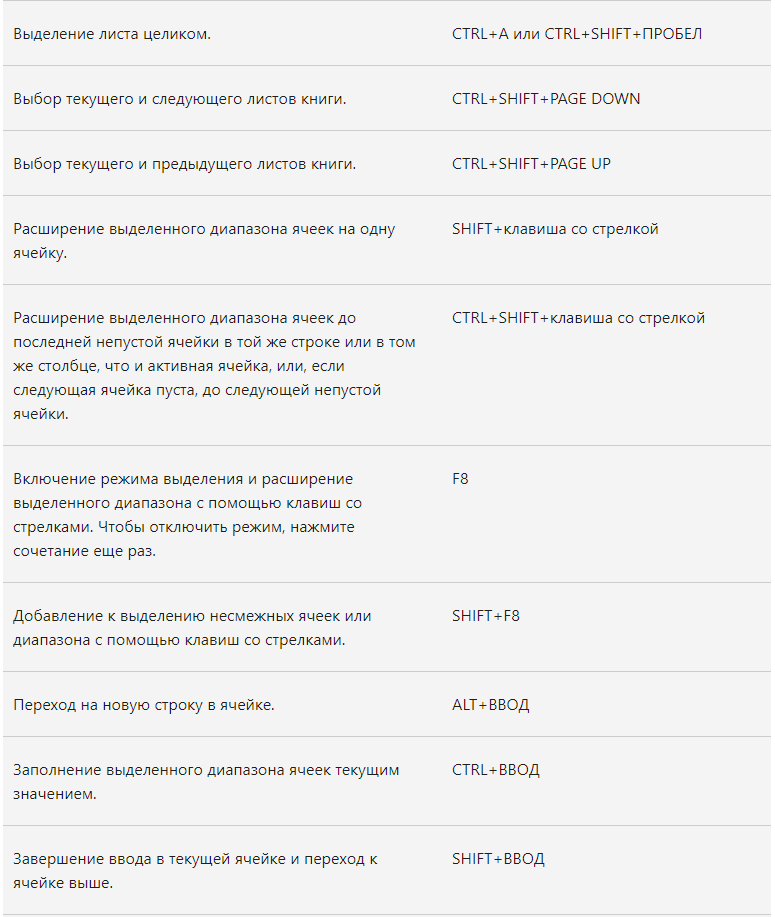 Выделение листа целиком.
CTRL+A или CTRL+SHIFT+ПРОБЕЛ
Выбор текущего и следующего листов книги.
CTRL+SHIFT+PAGE DOWN
Выбор текущего и предыдущего листов книги.
CTRL+SHIFT+PAGE UP
Расширение выделенного диапазона ячеек на одну
ячейку.
SHIFT+клавиша со стрелкой
Расширение выделенного диапазона ячеек до
последней непустой ячейки в той же строке или в том
же столбце, что и активная ячейка, или, если
следующая ячейка пуста, до следующей непустой
ячейки.
CTRL+SHIFT+клавиша со стрелкой
Включение режима выделения и расширение
выделенного диапазона с помощью клавиш со
стрелками. Чтобы отключить режим, нажмите
сочетание еще раз.
F8
Добавление к выделению несмежных ячеек или
диапазона с помощью клавиш со стрелками.
SHIFT+F8
Переход на новую строку в ячейке.
ALT+ВВОД
Заполнение выделенного диапазона ячеек текущим
значением.
CTRL+ВВОД
Завершение ввода в текущей ячейке и переход к
ячейке выше.
SHIFT+ВВОД